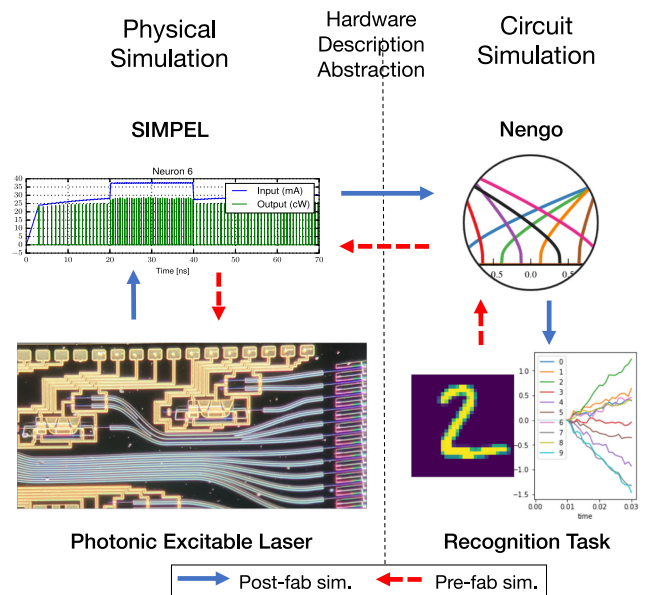 Physical
Simulation
Hardware
Description
Abstraction
Circuit
Simulation
SIMPEL
Nengo
Neuron 6
40
35
30
25
20
15
10
5
0
−5
Input (mA)
Output (cW)
0 10 20 30 40 50 60 70
Time [ns]
0.5 0.0 0.5
1.0
0.5
0.0
−0.5
−1.0
−1.5
0
1
2
3
4
5
6
7
8
9
0.00 0.01 0.02 0.03
time
2
Photonic Excitable Laser
Recognition Task
Post-fab sim.
Pre-fab sim.